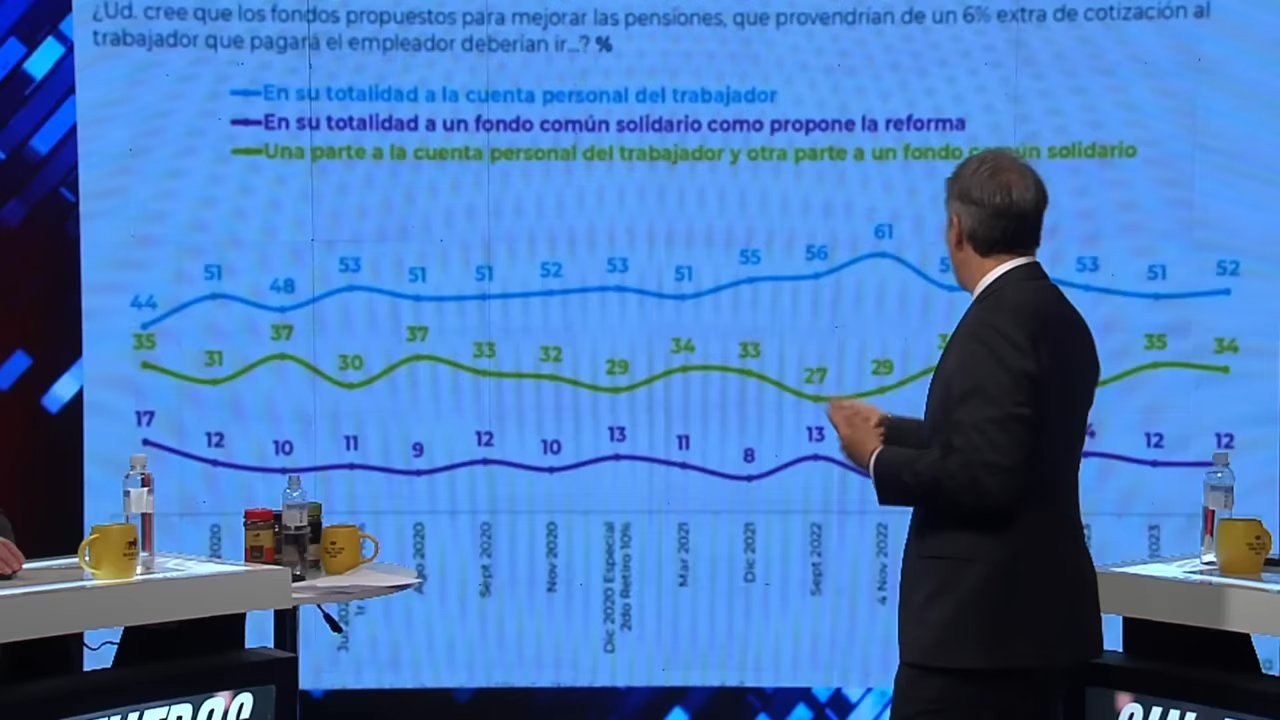 ¿Ud. cree que los fondos propuestos para mejorar las pensiones, que provendrían de un 6% extra de cotización al
trabajador que pagará el empleador deberían ir...? %
En su totalidad a la cuenta personal del trabajador
En su totalidad a un fondo común solidario como propone la reforma
Una parte a la cuenta personal del trabajador y otra parte a un fondo común solidario
44 51 48 53 51 51 52 53 51 55 56 61 53 51 52
35 31 37 30 37 33 32 29 34 33 27 29 35 34
17 12 10 11 9 12 10 13 11 8 13 12 12
Ago 2020
Sept 2020
Nov 2020
Dic 2020 Especial
2do Retiro 10%
Mar 2021
Dic 2021
Sept 2022
4 Nov 2022